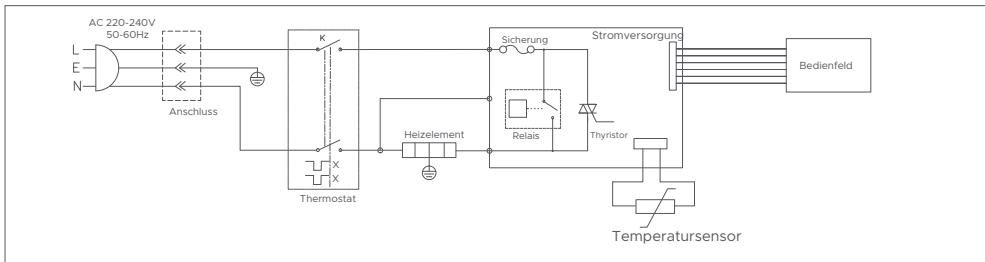 AC 220-240V
50-60Hz
L
E
N
Anschluss
K
X
X
Thermostat
Heizelement
Sicherung
Stromversorgung
Relais
Thyristor
Bedienfeld
Temperatursensor